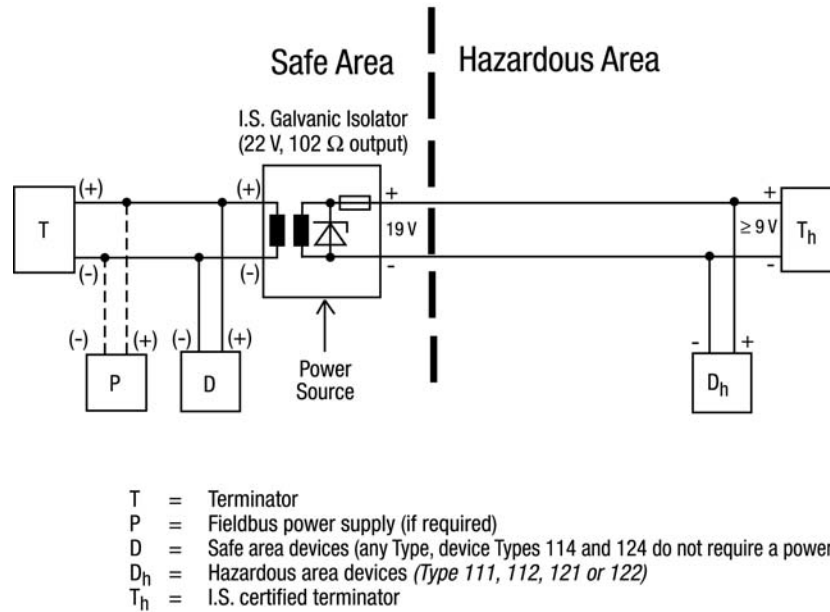 Safe Area
Hazardous Area
I.S. Galvanic Isolator
(22 V, 102 Ω output)
(+)
(+)
+
+
T
19 V
≥ 9 V
Th
(-)
(-)
-
-
(-)
(+)
(-)
(+)
-
+
P
D
Power
Source
Dh
T = Terminator
P = Fieldbus power supply (if required)
D = Safe area devices (any Type, device Types 114 and 124 do not require a power
Dh = Hazardous area devices (Type 111, 112, 121 or 122)
Th = I.S. certified terminator